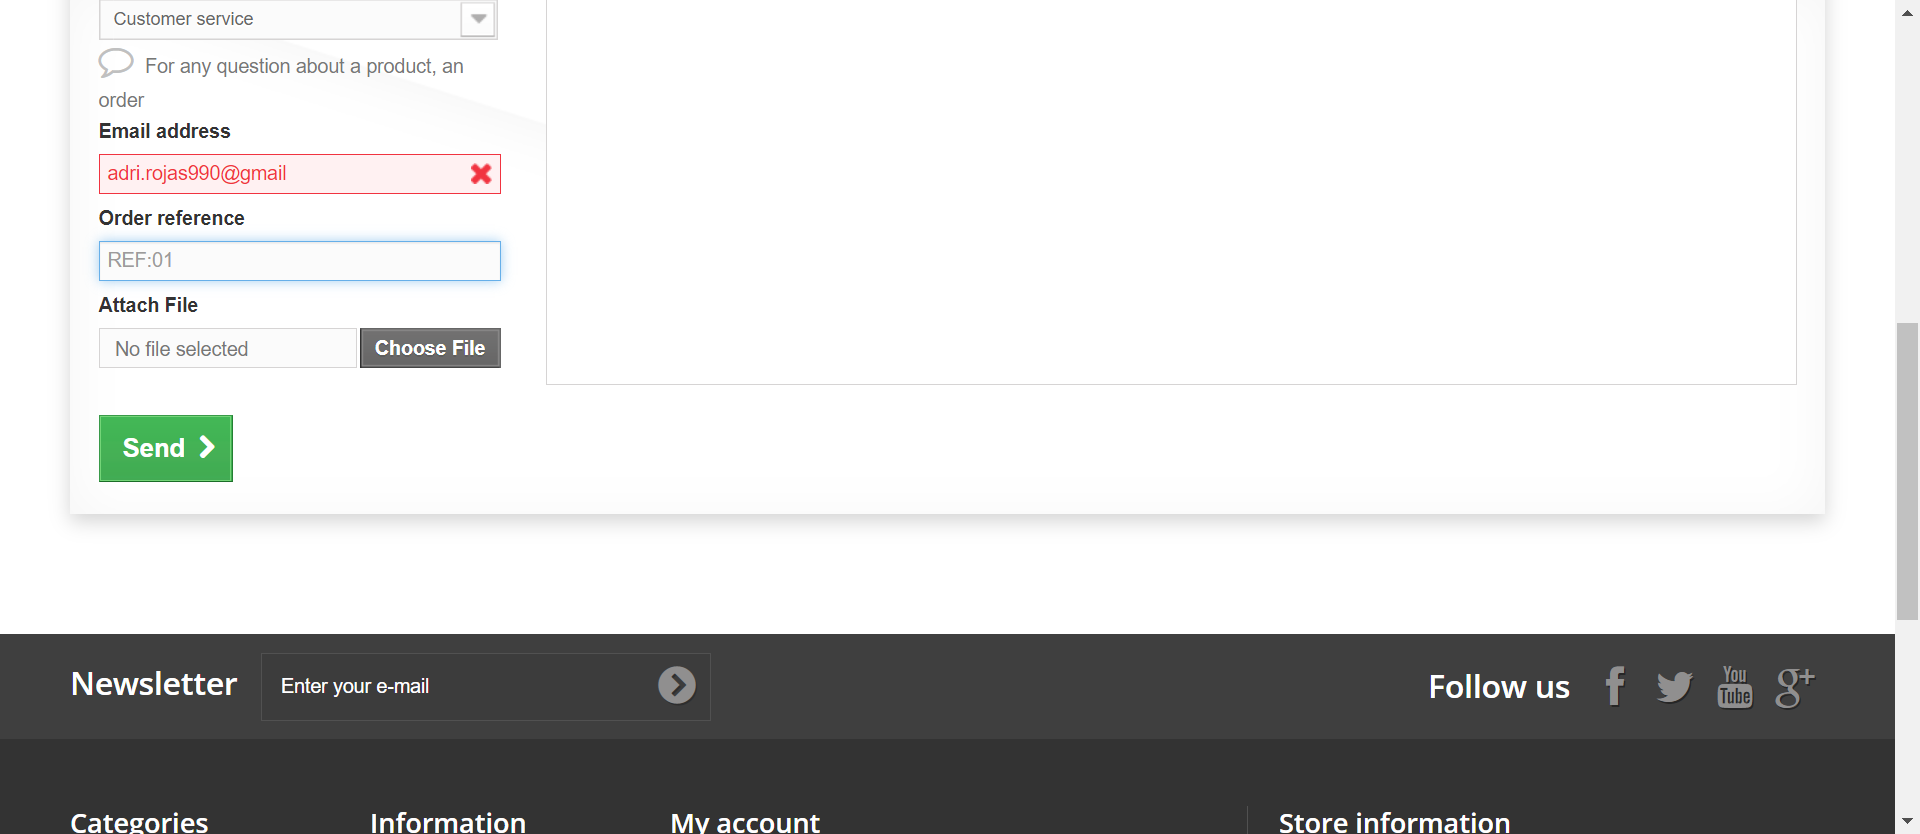 Customer service
For any question about a product, an
order
Email address
adri.rojas990@gmail
Order reference
REF:01
Attach File
No file selected
Choose File
Send
Newsletter
Enter your e-mail
Follow us
You
Tube
g+
Categories
Information
My account
Store information